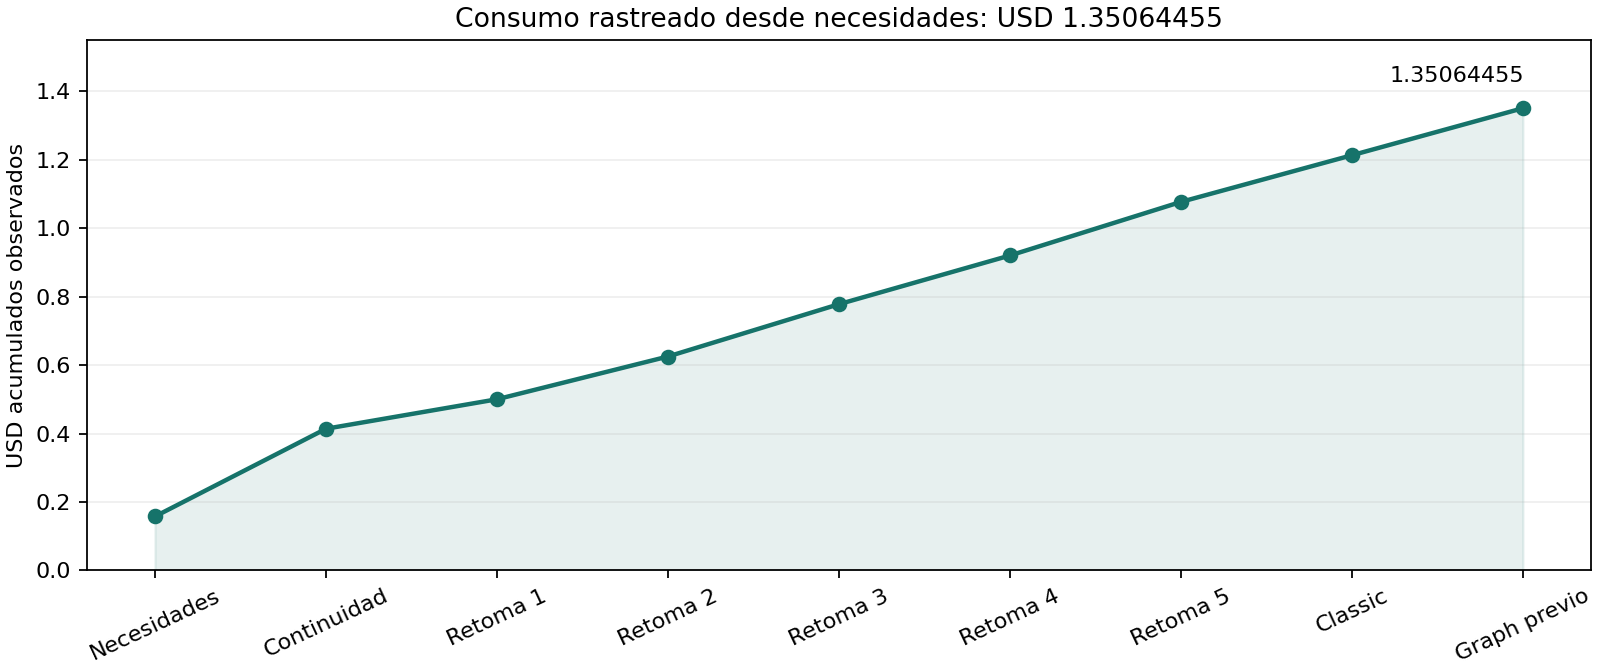 Consumo rastreado desde necesidades: USD 1.35064455
1.35064455
USD acumulados observados
1.4
1.2
1.0
0.8
0.6
0.4
0.2
0.0
Necesidades
Continuidad
Retoma 1
Retoma 2
Retoma 3
Retoma 4
Retoma 5
Classic
Graph previo